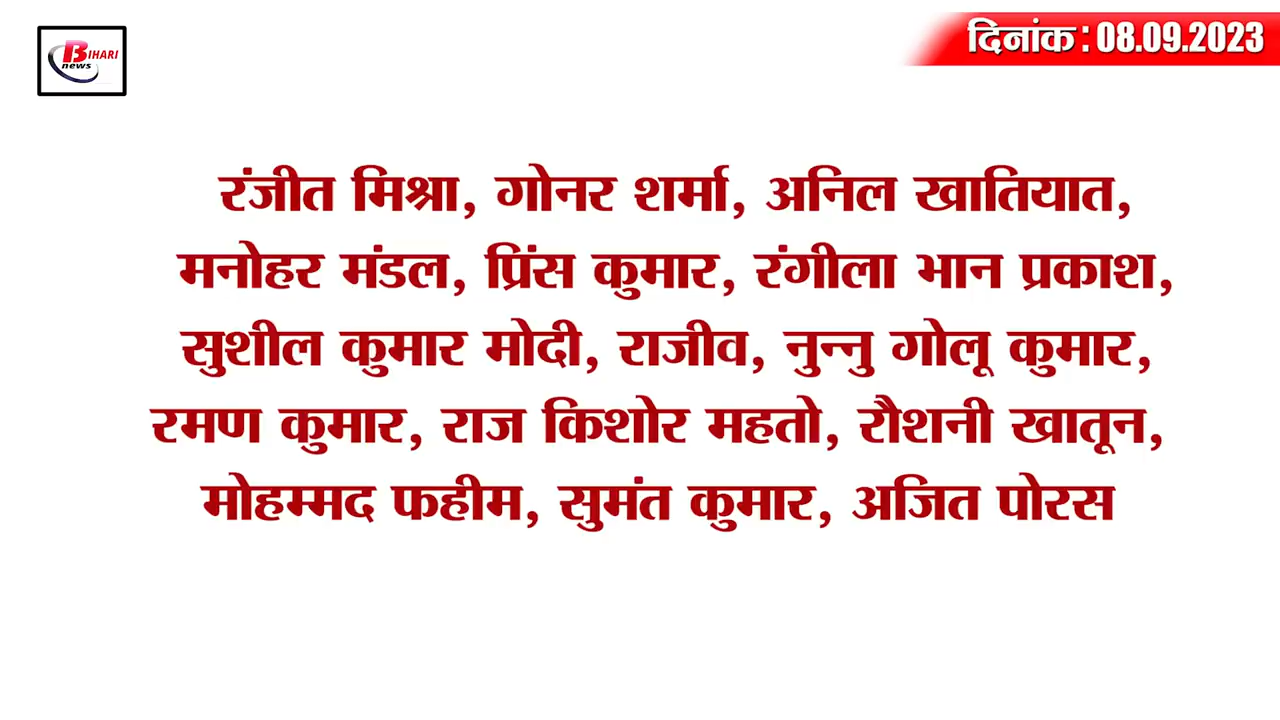 BIHARI
news
दिनांक : 08.09.2023
रंजीत मिश्रा, गोनर शर्मा, अनिल खातियात,
मनोहर मंडल, प्रिंस कुमार, रंगीला भान प्रकाश,
सुशील कुमार मोदी, राजीव, नुन्नु गोलू कुमार,
रमण कुमार, राज किशोर महतो, रौशनी खातून,
मोहम्मद फहीम, सुमंत कुमार, अजित पोरस